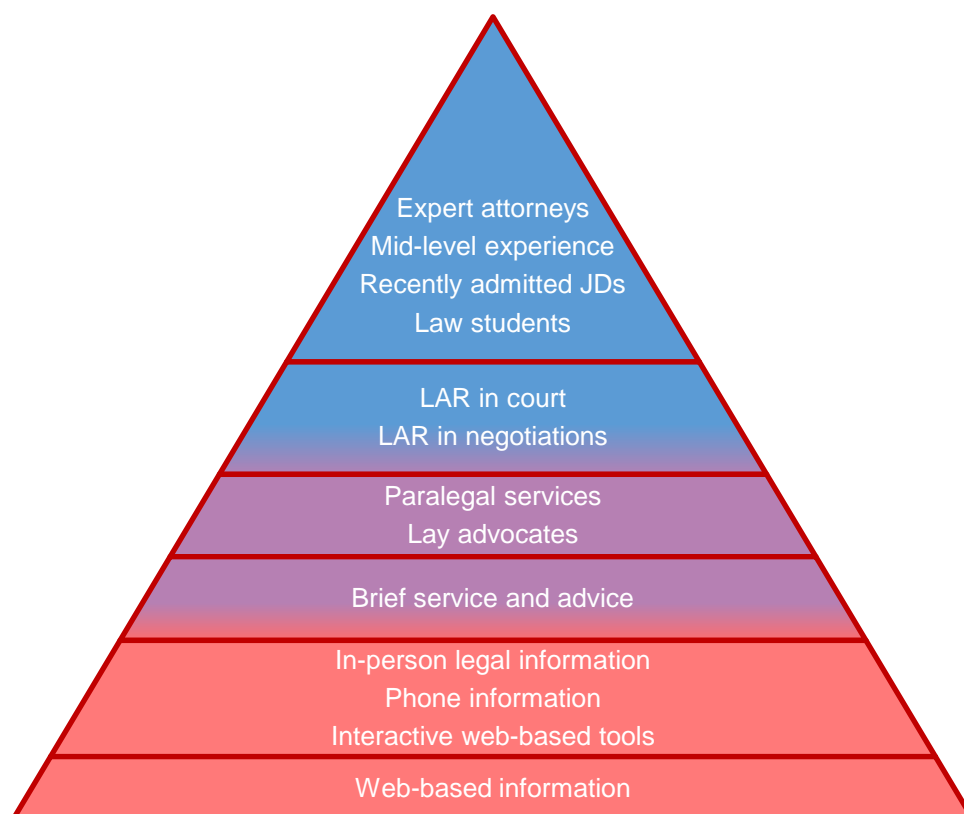 Expert attorneys
Mid-level experience
Recently admitted JDs
Law students
LAR in court
LAR in negotiations
Paralegal services
Lay advocates
Brief service and advice
In-person legal information
Phone information
Interactive web-based tools
Web-based information